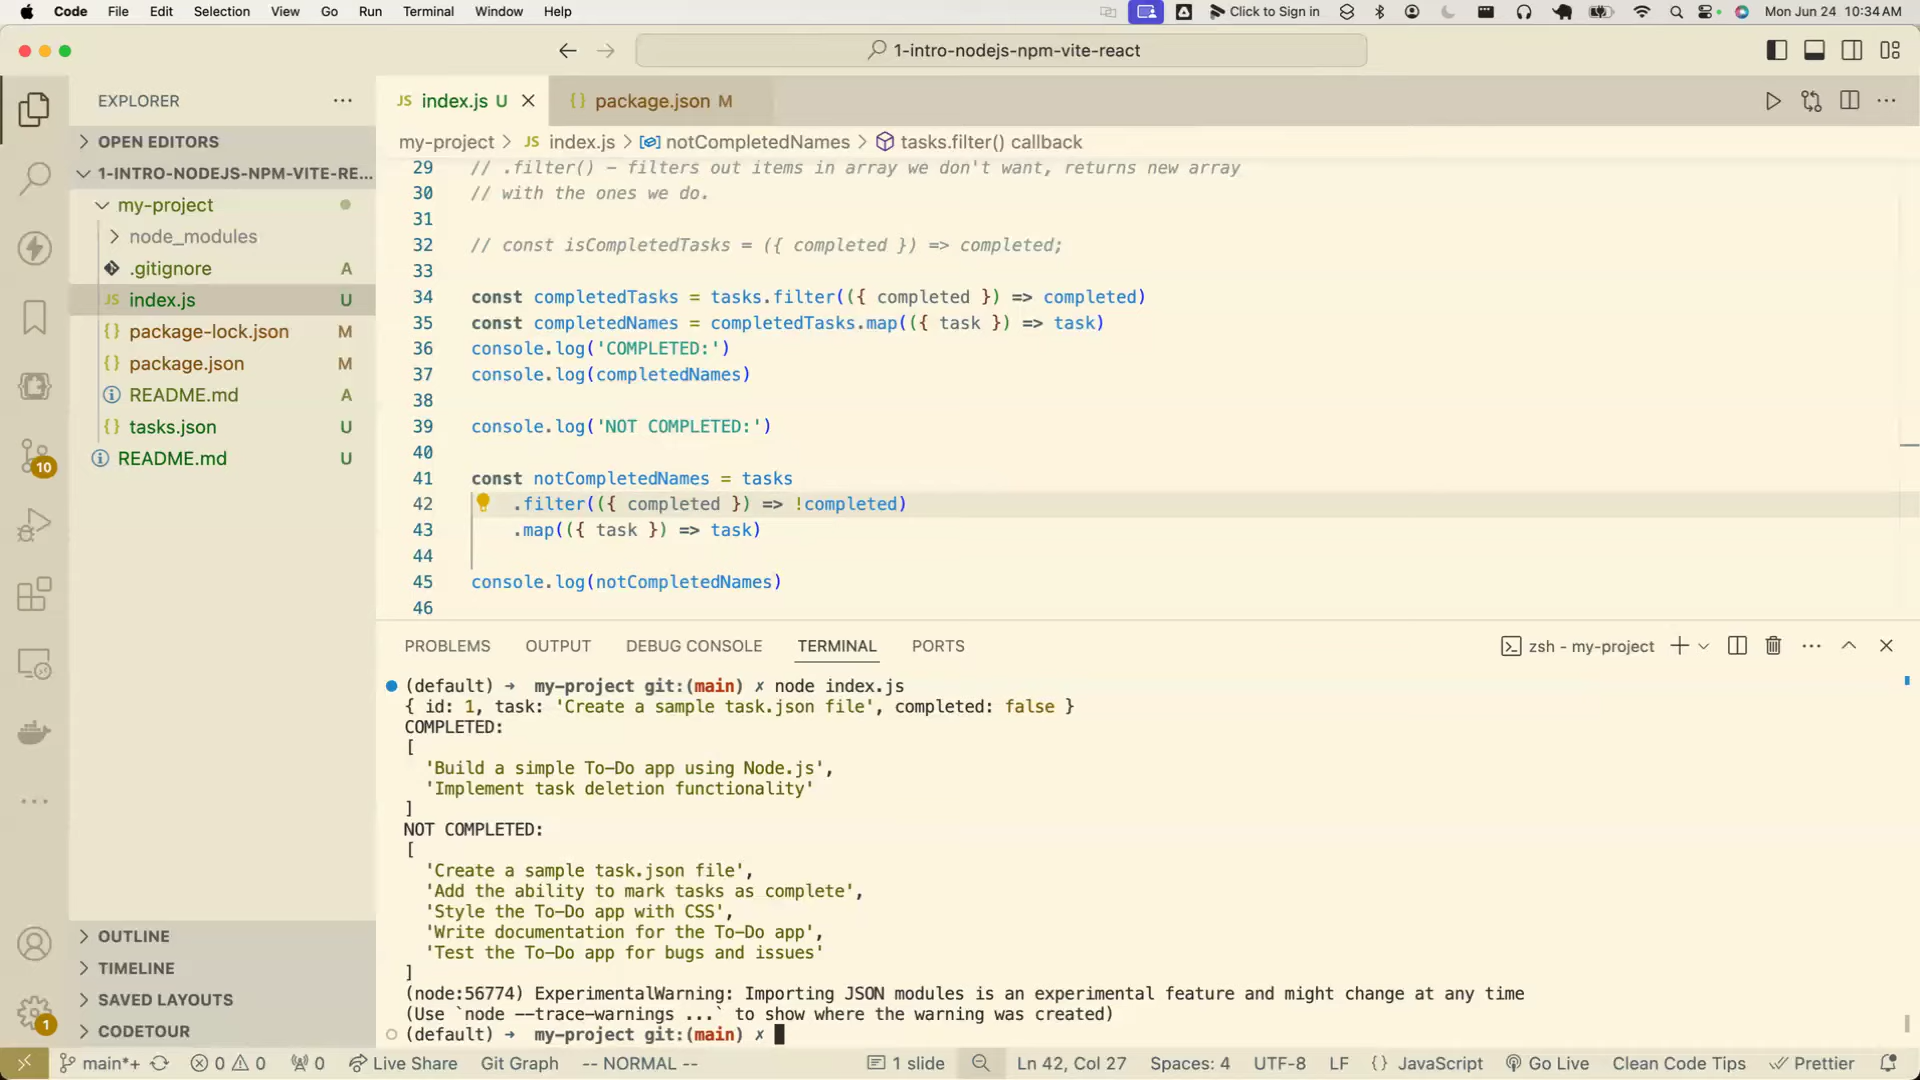 Code File Edit Selection View Go Run Terminal Window Help Click to Sign in Mon Jun 24 10:34 AM
1-intro-nodejs-npm-vite-react
EXPLORER
OPEN EDITORS
1-INTRO-NODEJS-NPM-VITE-RE...
my-project
node_modules
.gitignore A
JS index.js U
{} package-lock.json M
{} package.json M
README.md A
{} tasks.json U
README.md U
10
OUTLINE
TIMELINE
SAVED LAYOUTS
CODETOUR
1
JS index.js U {} package.json M
my-project > JS index.js > notCompletedNames > tasks.filter() callback
29 // .filter() – filters out items in array we don't want, returns new array
30 // with the ones we do.
31
32 // const isCompletedTasks = ({ completed }) => completed;
33
34 const completedTasks = tasks.filter(({ completed }) => completed)
35 const completedNames = completedTasks.map(({ task }) => task)
36 console.log('COMPLETED:')
37 console.log(completedNames)
38
39 console.log('NOT COMPLETED:')
40
41 const notCompletedNames = tasks
42 .filter(({ completed }) => !completed)
43 .map(({ task }) => task)
44
45 console.log(notCompletedNames)
46
PROBLEMS OUTPUT DEBUG CONSOLE TERMINAL PORTS zsh - my-project
(default) → my-project git:(main) ✗ node index.js
{ id: 1, task: 'Create a sample task.json file', completed: false }
COMPLETED:
[
'Build a simple To-Do app using Node.js',
'Implement task deletion functionality'
]
NOT COMPLETED:
[
'Create a sample task.json file',
'Add the ability to mark tasks as complete',
'Style the To-Do app with CSS',
'Write documentation for the To-Do app',
'Test the To-Do app for bugs and issues'
]
(node:56774) ExperimentalWarning: Importing JSON modules is an experimental feature and might change at any time
(Use `node --trace-warnings ...` to show where the warning was created)
(default) → my-project git:(main) ✗
main*+ 0 0 0 Live Share Git Graph -- NORMAL -- 1 slide Ln 42, Col 27 Spaces: 4 UTF-8 LF {} JavaScript Go Live Clean Code Tips Prettier